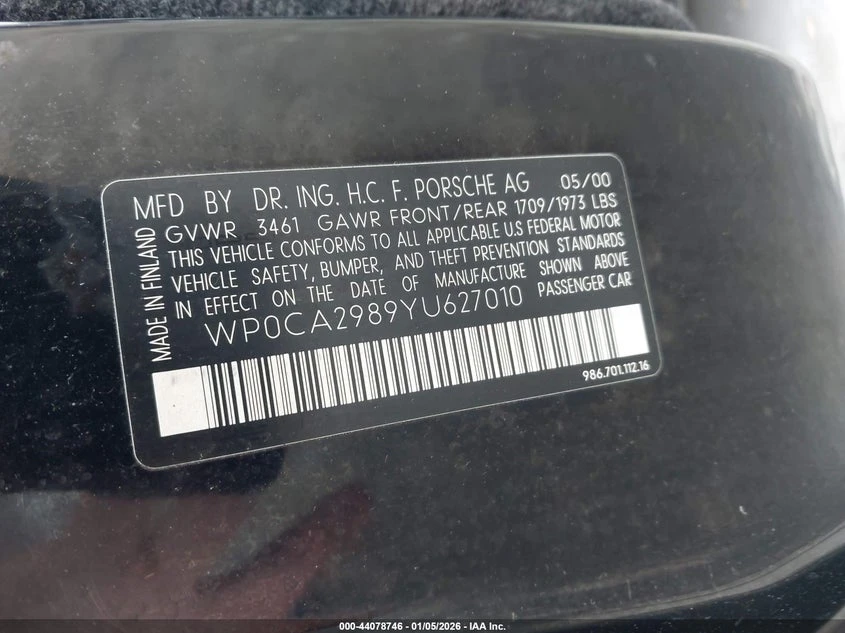 MFD BY DR. ING. H.C. F. PORSCHE AG 05/00
GVWR 3461 GAWR FRONT/REAR 1709/1973 LBS
THIS VEHICLE CONFORMS TO ALL APPLICABLE U.S FEDERAL MOTOR
VEHICLE SAFETY, BUMPER, AND THEFT PREVENTION STANDARDS
IN EFFECT ON THE DATE OF MANUFACTURE SHOWN ABOVE
WP0CA2989YU627010 PASSENGER CAR
MADE IN FINLAND
986.701.112.16
000-44078746 - 01/05/2026 - IAA Inc.